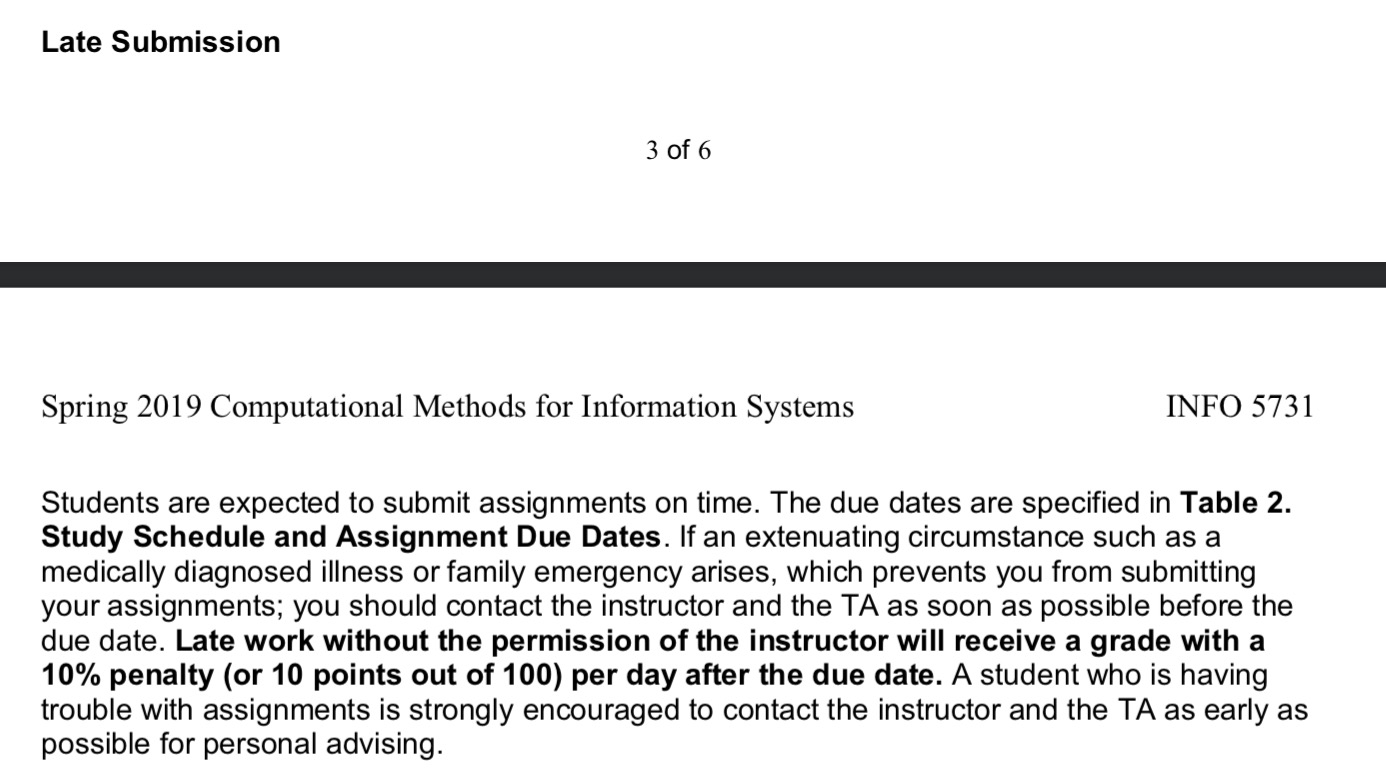 Late Submission
3 of 6
Spring 2019 Computational Methods for Information Systems INFO 5731
Students are expected to submit assignments on time. The due dates are specified in Table 2.
Study Schedule and Assignment Due Dates. If an extenuating circumstance such as a
medically diagnosed illness or family emergency arises, which prevents you from submitting
your assignments; you should contact the instructor and the TA as soon as possible before the
due date. Late work without the permission of the instructor will receive a grade with a
10% penalty (or 10 points out of 100) per day after the due date. A student who is having
trouble with assignments is strongly encouraged to contact the instructor and the TA as early as
possible for personal advising.